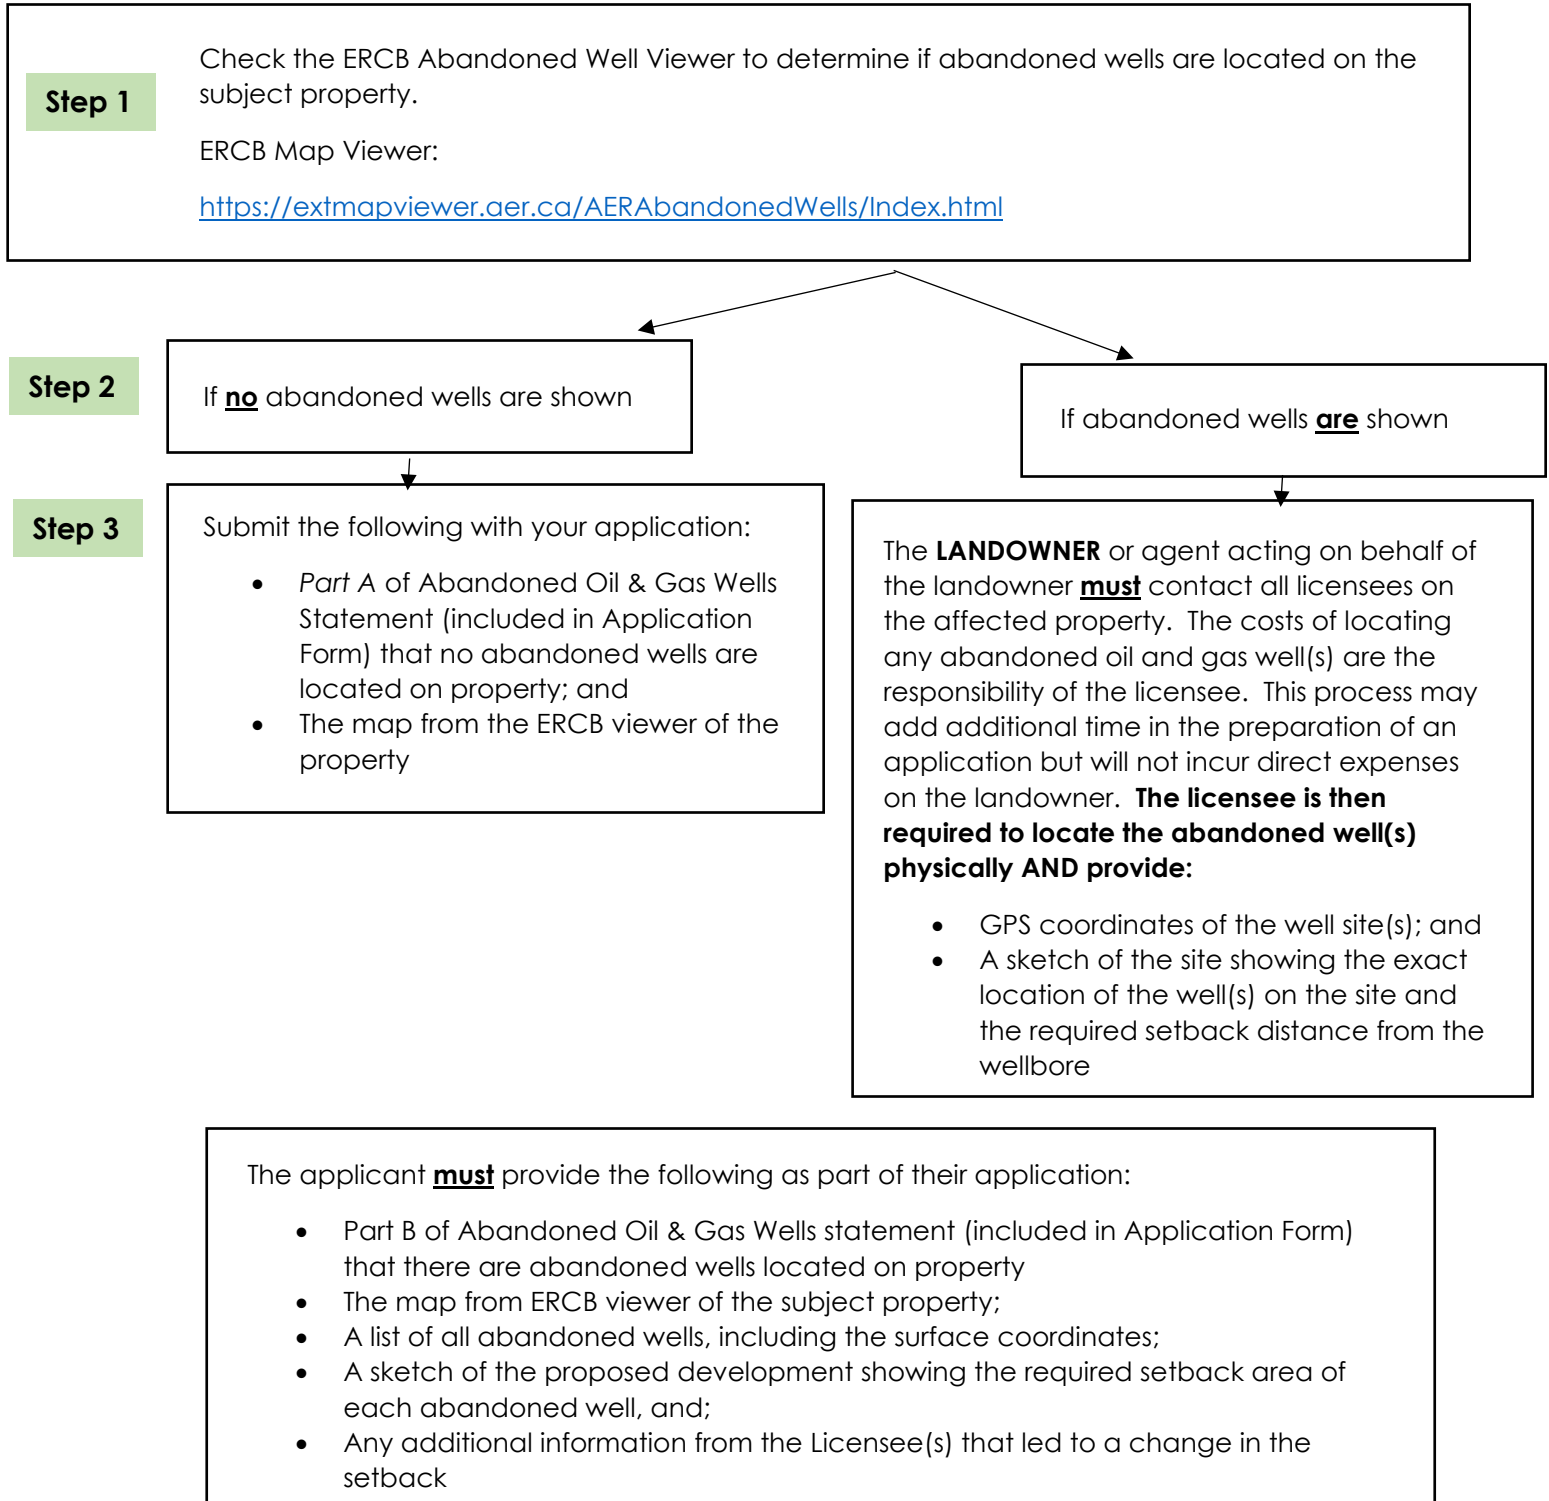 Step 1
Check the ERCB Abandoned Well Viewer to determine if abandoned wells are located on the
subject property.
ERCB Map Viewer:
https://extmapviewer.aer.ca/AERAbandonedWells/Index.html
Step 2
If no abandoned wells are shown
If abandoned wells are shown
Step 3
Submit the following with your application:
• Part A of Abandoned Oil & Gas Wells
Statement (included in Application
Form) that no abandoned wells are
located on property; and
• The map from the ERCB viewer of the
property
The LANDOWNER or agent acting on behalf of
the landowner must contact all licensees on
the affected property. The costs of locating
any abandoned oil and gas well(s) are the
responsibility of the licensee. This process may
add additional time in the preparation of an
application but will not incur direct expenses
on the landowner. The licensee is then
required to locate the abandoned well(s)
physically AND provide:
• GPS coordinates of the well site(s); and
• A sketch of the site showing the exact
location of the well(s) on the site and
the required setback distance from the
wellbore
The applicant must provide the following as part of their application:
• Part B of Abandoned Oil & Gas Wells statement (included in Application Form)
that there are abandoned wells located on property
• The map from ERCB viewer of the subject property;
• A list of all abandoned wells, including the surface coordinates;
• A sketch of the proposed development showing the required setback area of
each abandoned well, and;
• Any additional information from the Licensee(s) that led to a change in the
setback